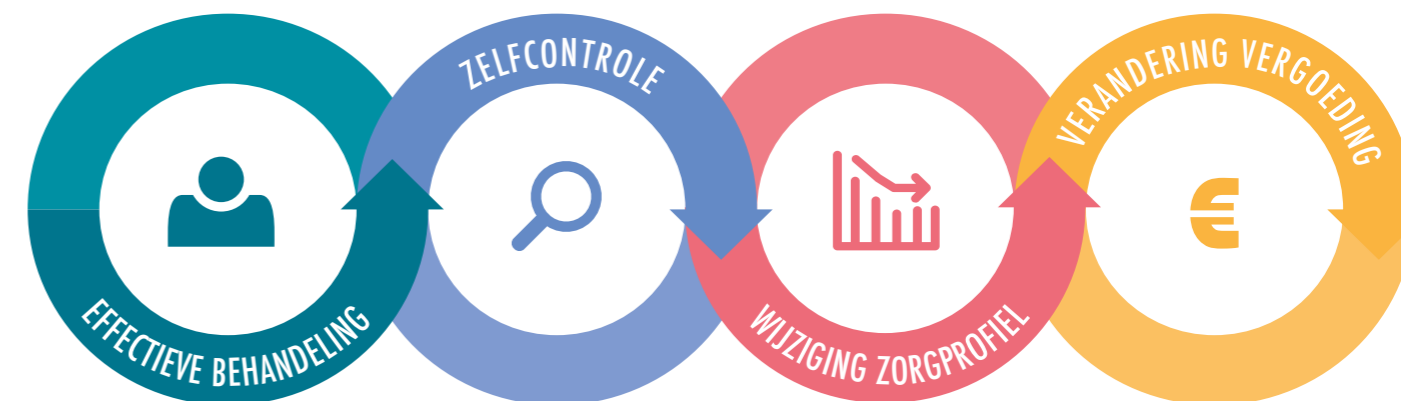 EFFECTIEVE BEHANDELING
ZELFCONTROLE
WIJZIGING ZORGPROFIEL
VERANDERING VERGOEDING
€